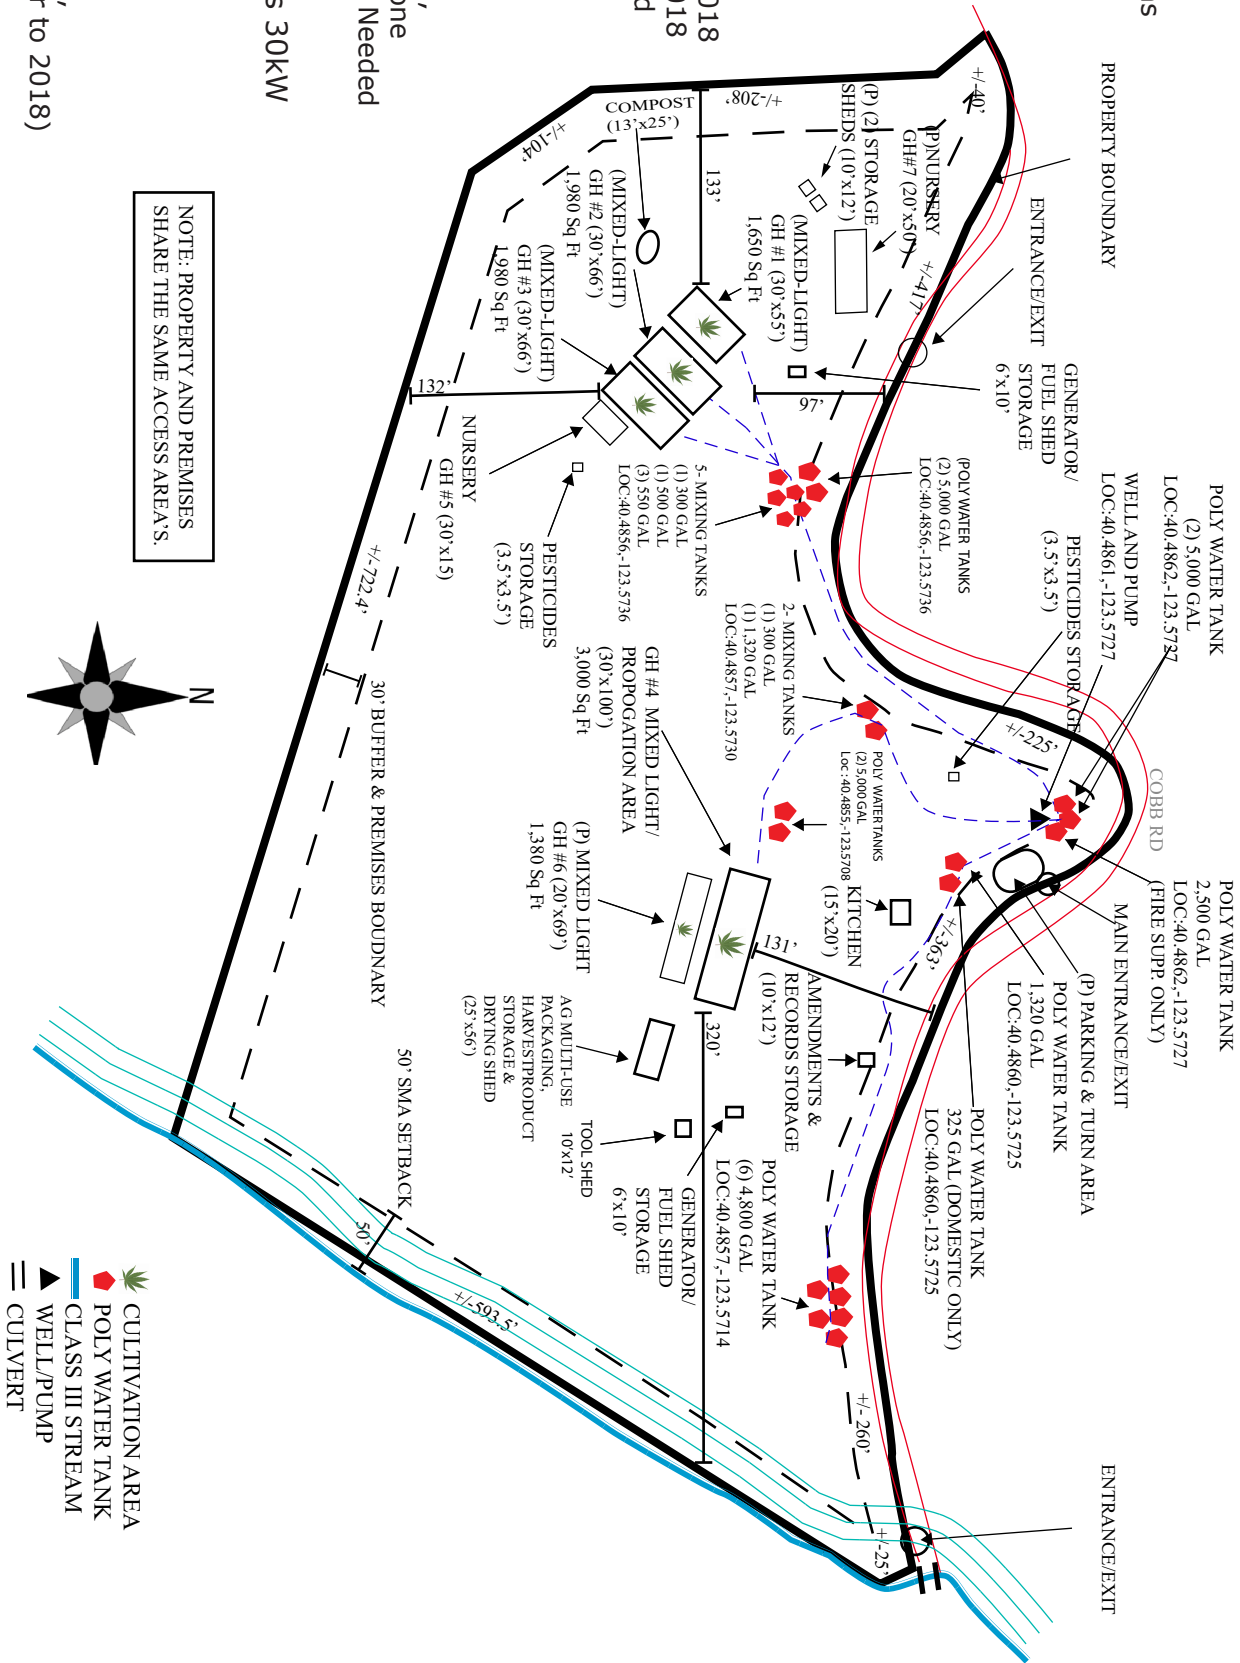 NOTE: PROPERTY AND PREMISES
SHARE THE SAME ACCESS AREA'S.
N
PROPERTY BOUNDARY
ENTRANCE/EXIT
GENERATOR/
FUEL SHED
STORAGE
6'x10'
POLY WATER TANK
(2) 5,000 GAL
LOC:40.4862,-123.5727
WELL AND PUMP
LOC:40.4861,-123.5727
PESTICIDES STORAGE
(3.5'x3.5')
COBB RD
POLY WATER TANK
2,500 GAL
LOC:40.4862,-123.5727
(FIRE SUPP. ONLY)
MAIN ENTRANCE/EXIT
(P) PARKING & TURN AREA
POLY WATER TANK
1,320 GAL
LOC:40.4860,-123.5725
POLY WATER TANK
325 GAL (DOMESTIC ONLY)
LOC:40.4860,-123.5725
ENTRANCE/EXIT
+/-40'
+/-417'
+/-225'
+/-363'
+/- 260'
+/-25'
+/-208'
+/-104'
(P)NURSERY
GH#7 (20'x50')
(P) (2) STORAGE
SHEDS (10'x12')
COMPOST
(13'x25')
133'
(MIXED-LIGHT)
GH #1 (30'x55')
1,650 Sq Ft
(MIXED-LIGHT)
GH #2 (30'x66')
1,980 Sq Ft
(MIXED-LIGHT)
GH #3 (30'x66')
1,980 Sq Ft
97'
132'
(POLY WATER TANKS
(2) 5,000 GAL
LOC:40.4856,-123.5736
5- MIXING TANKS
(1) 300 GAL
(1) 500 GAL
(3) 550 GAL
LOC:40.4856,-123.5736
NURSERY
GH #5 (30'x15)
PESTICIDES
STORAGE
(3.5'x3.5')
2- MIXING TANKS
(1) 300 GAL
(1) 1,320 GAL
LOC:40.4857,-123.5730
GH #4 MIXED LIGHT/
PROPOGATION AREA
(30'x100')
3,000 Sq Ft
POLY WATER TANKS
(2) 5,000 GAL
Loc: 40.4855,-123.5708
KITCHEN
(15'x20')
(P) MIXED LIGHT
GH #6 (20'x69')
1,380 Sq Ft
131'
AMENDMENTS &
RECORDS STORAGE
(10'x12')
320'
AG MULTI-USE
PACKAGING,
HARVESTPRODUCT
STORAGE &
DRYING SHED
(25'x56')
TOOL SHED
10'x12'
POLY WATER TANK
(6) 4,800 GAL
LOC:40.4857,-123.5714
GENERATOR/
FUEL SHED
STORAGE
6'x10'
+/- 722.4'
30' BUFFER & PREMISES BOUDNARY
50' SMA SETBACK
50'
+/-593.5'
CULTIVATION AREA
POLY WATER TANK
CLASS III STREAM
WELL/PUMP
CULVERT
018
018
d
one
Needed
s 30kW
r to 2018)